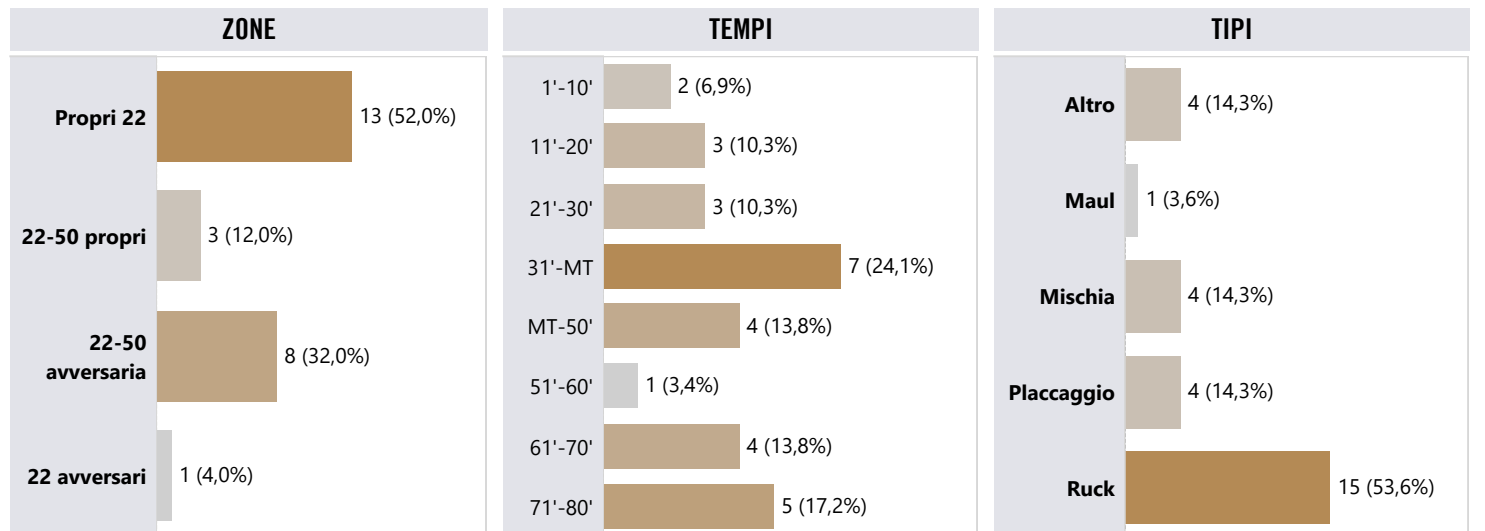 ZONE
Propri 22
13 (52,0%)
22-50 propri
3 (12,0%)
22-50
avversaria
8 (32,0%)
22 avversari
1 (4,0%)
TEMPI
1'-10'
2 (6,9%)
11'-20'
3 (10,3%)
21'-30'
3 (10,3%)
31'-MT
7 (24,1%)
MT-50'
4 (13,8%)
51'-60'
1 (3,4%)
61'-70'
4 (13,8%)
71'-80'
5 (17,2%)
TIPI
Altro
4 (14,3%)
Maul
1 (3,6%)
Mischia
4 (14,3%)
Placcaggio
4 (14,3%)
Ruck
15 (53,6%)